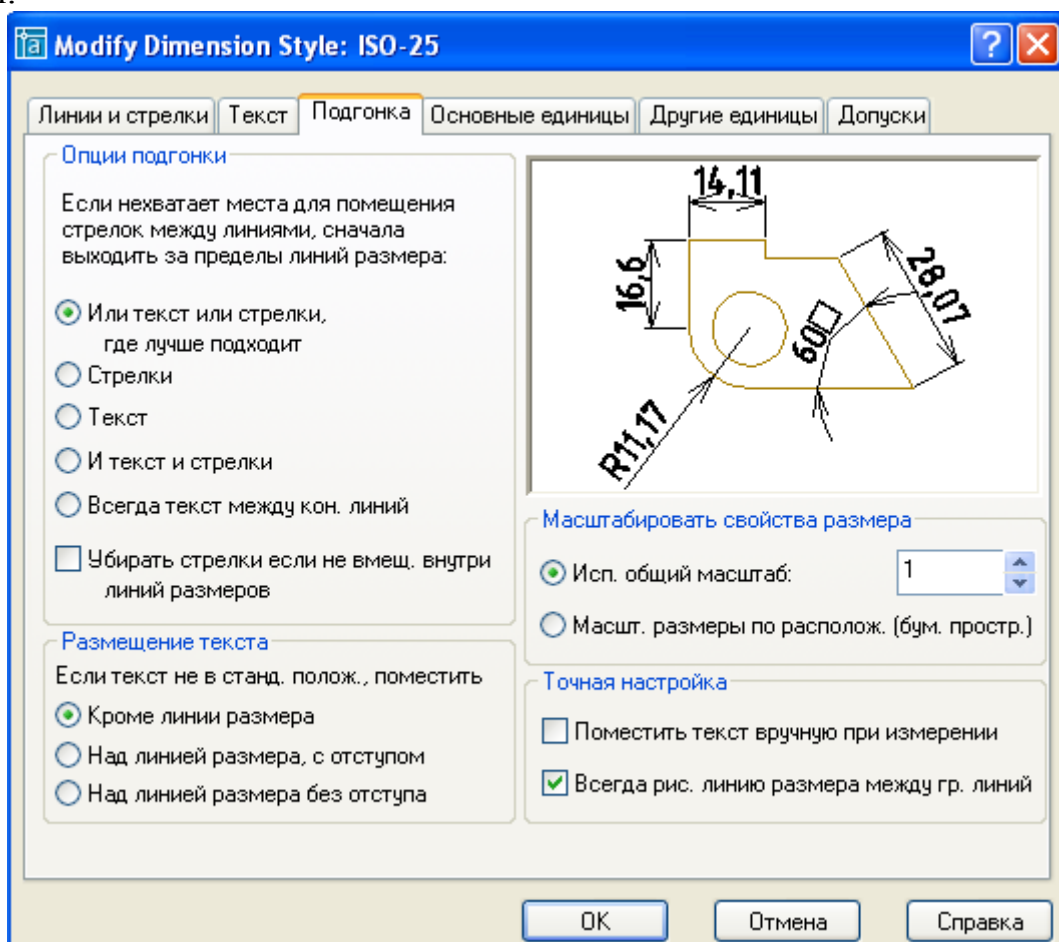 Modify Dimension Style: ISO-25
Линии и стрелки Текст Подгонка Основные единицы Другие единицы Допуски
Опции подгонки
Если нехватает места для помещения
стрелок между линиями, сначала
выходить за пределы линий размера:
Или текст или стрелки,
где лучше подходит
Стрелки
Текст
И текст и стрелки
Всегда текст между кон. линий
Убирать стрелки если не вмещ. внутри
линий размеров
Размещение текста
Если текст не в станд. полож., поместить
Кроме линии размера
Над линией размера, с отступом
Над линией размера без отступа
14,11
16,6
28,07
60□
R11,17
Масштабировать свойства размера
Исп. общий масштаб: 1
Масшт. размеры по располож. (бум. простр.)
Точная настройка
Поместить текст вручную при измерении
Всегда рис. линию размера между гр. линий
OK Отмена Справка